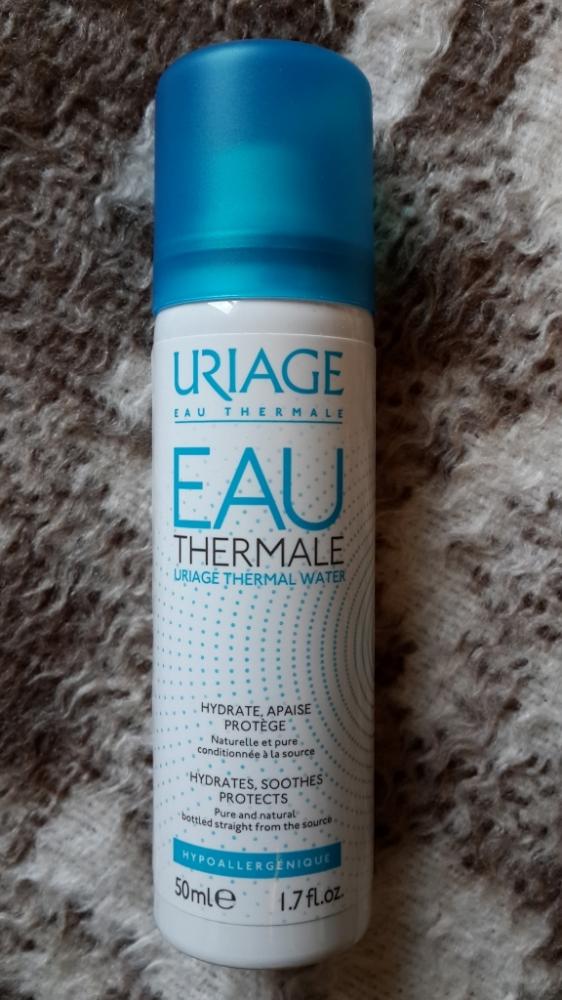 URIAGE
EAU THERMALE
EAU
THERMALE
URIAGE THERMAL WATER
HYDRATE, APAISE
PROTÈGE
Naturelle et pure
conditionnée à la source
HYDRATES, SOOTHES
PROTECTS
Pure and natural
bottled straight from the source
HYPOALLERGÉNIQUE
50ml℮ 1.7 fl.oz.